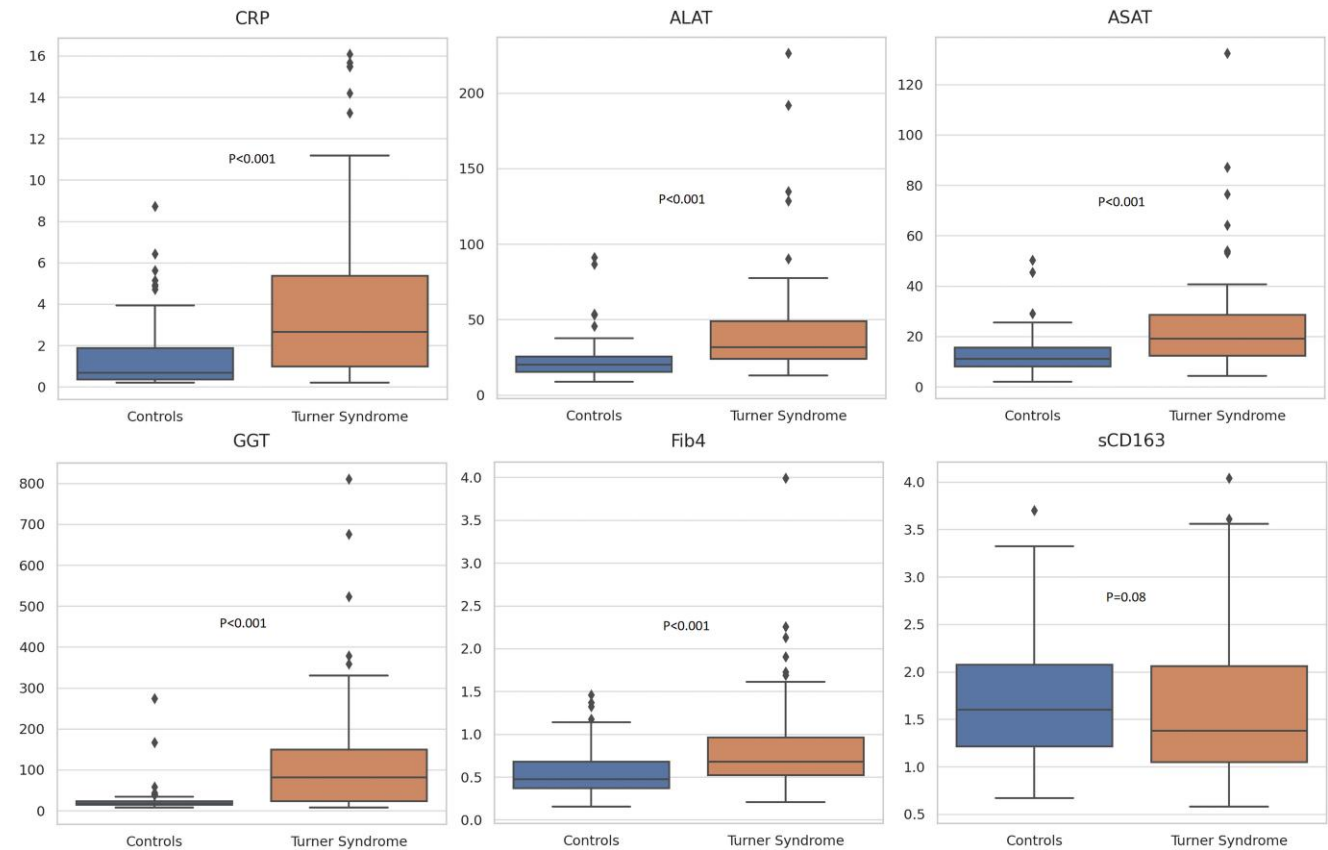 CRP
16
14
12
10
8
6
4
2
0
P<0.001
Controls
Turner Syndrome
ALAT
200
150
100
50
0
P<0.001
Controls
Turner Syndrome
ASAT
120
100
80
60
40
20
0
P<0.001
Controls
Turner Syndrome
GGT
800
700
600
500
400
300
200
100
0
P<0.001
Controls
Turner Syndrome
Fib4
4.0
3.5
3.0
2.5
2.0
1.5
1.0
0.5
0.0
P<0.001
Controls
Turner Syndrome
sCD163
4.0
3.5
3.0
2.5
2.0
1.5
1.0
0.5
P=0.08
Controls
Turner Syndrome